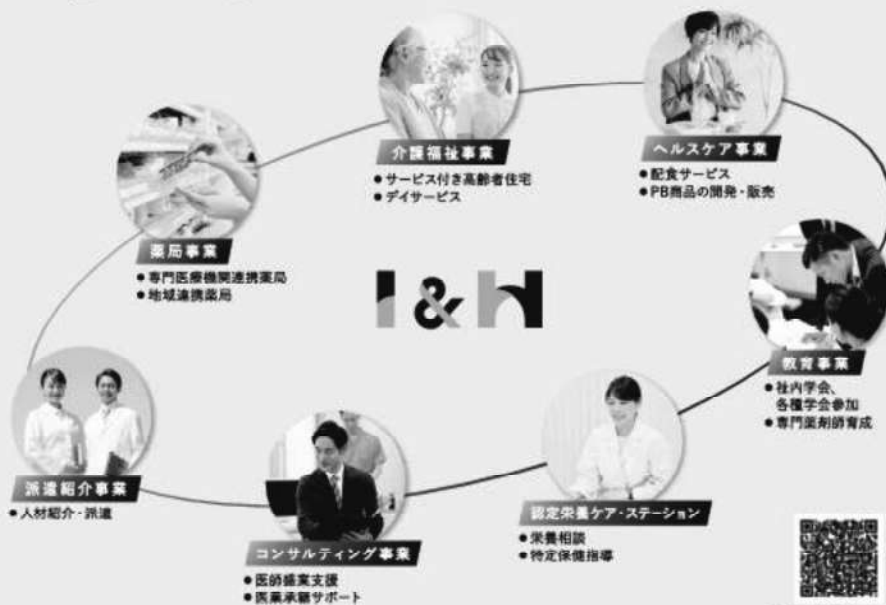 介護福祉事業
●サービス付き高齢者住宅
●デイサービス
ヘルスケア事業
●配食サービス
●PB商品の開発・販売
薬局事業
●専門医療機関連携薬局
●地域連携薬局
I&H
教育事業
●社内学会、
各種学会参加
●専門薬剤師育成
派遣紹介事業
●人材紹介・派遣
コンサルティング事業
●医師盛業支援
●医業承継サポート
認定栄養ケア・ステーション
●栄養相談
●特定保健指導